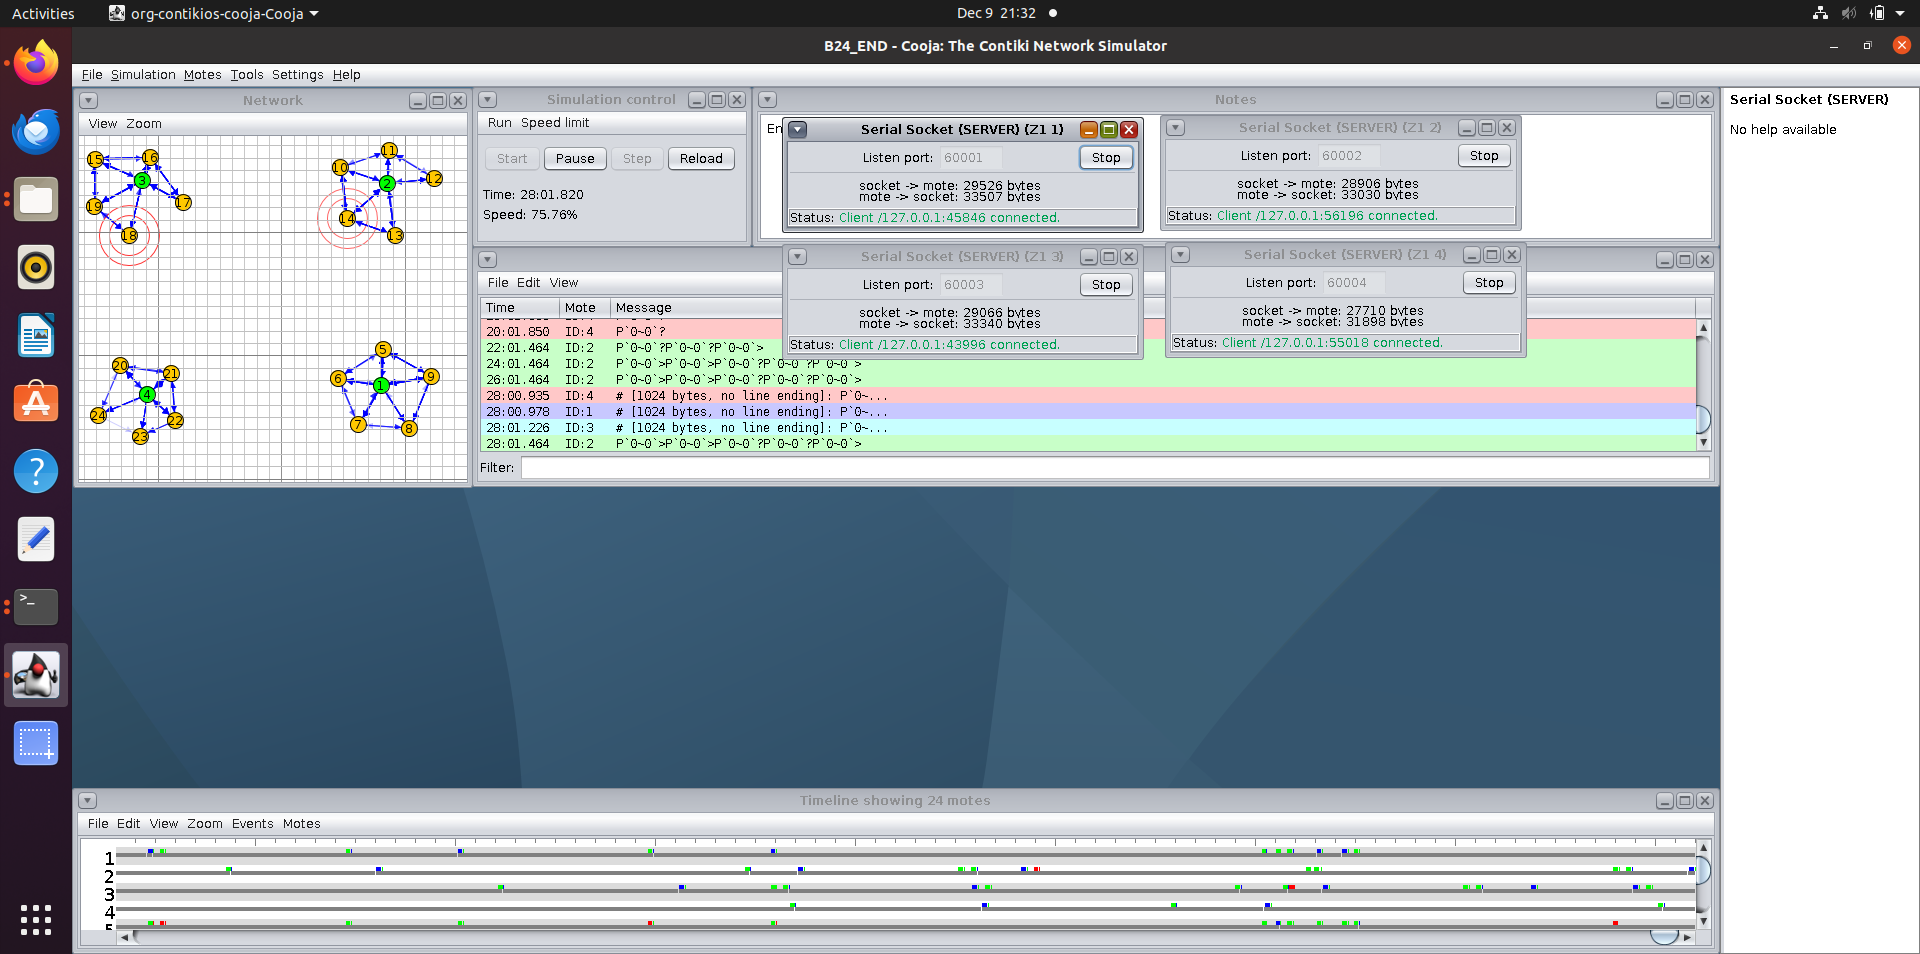 Activities
org-contikios-cooja-Cooja
Dec 9 21:32
B24_END - Cooja: The Contiki Network Simulator
File Simulation Motes Tools Settings Help
Network
View Zoom
15 16 3 19 17 18
11 10 2 12 14 13
20 21 4 24 22 23
5 6 1 9 7 8
Simulation control
Run Speed limit
Start Pause Step Reload
Time: 28:01.820
Speed: 75.76%
Notes
En
Serial Socket (SERVER) (Z1 1)
Listen port: 60001 Stop
socket -> mote: 29526 bytes
mote -> socket: 33507 bytes
Status: Client /127.0.0.1:45846 connected.
Serial Socket (SERVER) (Z1 2)
Listen port: 60002 Stop
socket -> mote: 28906 bytes
mote -> socket: 33030 bytes
Status: Client /127.0.0.1:56196 connected.
Serial Socket (SERVER) (Z1 3)
Listen port: 60003 Stop
socket -> mote: 29066 bytes
mote -> socket: 33340 bytes
Status: Client /127.0.0.1:43996 connected.
Serial Socket (SERVER) (Z1 4)
Listen port: 60004 Stop
socket -> mote: 27710 bytes
mote -> socket: 31898 bytes
Status: Client /127.0.0.1:55018 connected.
File Edit View
Time Mote Message
20:01.850 ID:4 P`0~0`?
22:01.464 ID:2 P`0~0`?P`0~0`?P`0~0`>
24:01.464 ID:2 P`0~0`>P`0~0`>P`0~0`?P`0~0`>
26:01.464 ID:2 P`0~0`>P`0~0`>P`0~0`?P`0~0`>
28:00.935 ID:4 # [1024 bytes, no line ending]: P`0~...
28:00.978 ID:1 # [1024 bytes, no line ending]: P`0~...
28:01.226 ID:3 # [1024 bytes, no line ending]: P`0~...
28:01.464 ID:2 P`0~0`>P`0~0`>P`0~0`?P`0~0`?P`0~0`>
Filter:
Serial Socket (SERVER)
No help available
Timeline showing 24 motes
File Edit View Zoom Events Motes
1
2
3
4
5